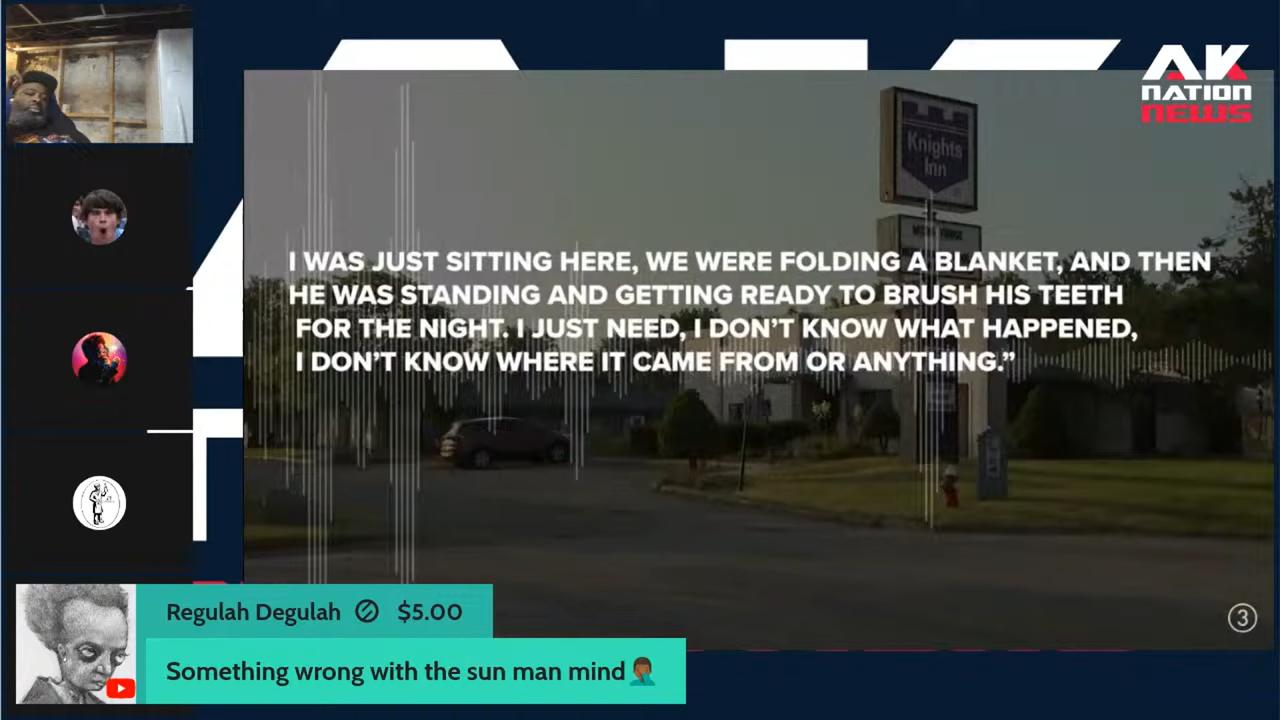 AK
NATION
NEWS
Knights
Inn
I WAS JUST SITTING HERE, WE WERE FOLDING A BLANKET, AND THEN
HE WAS STANDING AND GETTING READY TO BRUSH HIS TEETH
FOR THE NIGHT. I JUST NEED, I DON'T KNOW WHAT HAPPENED,
I DON'T KNOW WHERE IT CAME FROM OR ANYTHING.”
3
Regulah Degulah $5.00
Something wrong with the sun man mind🤦🏾‍♂️